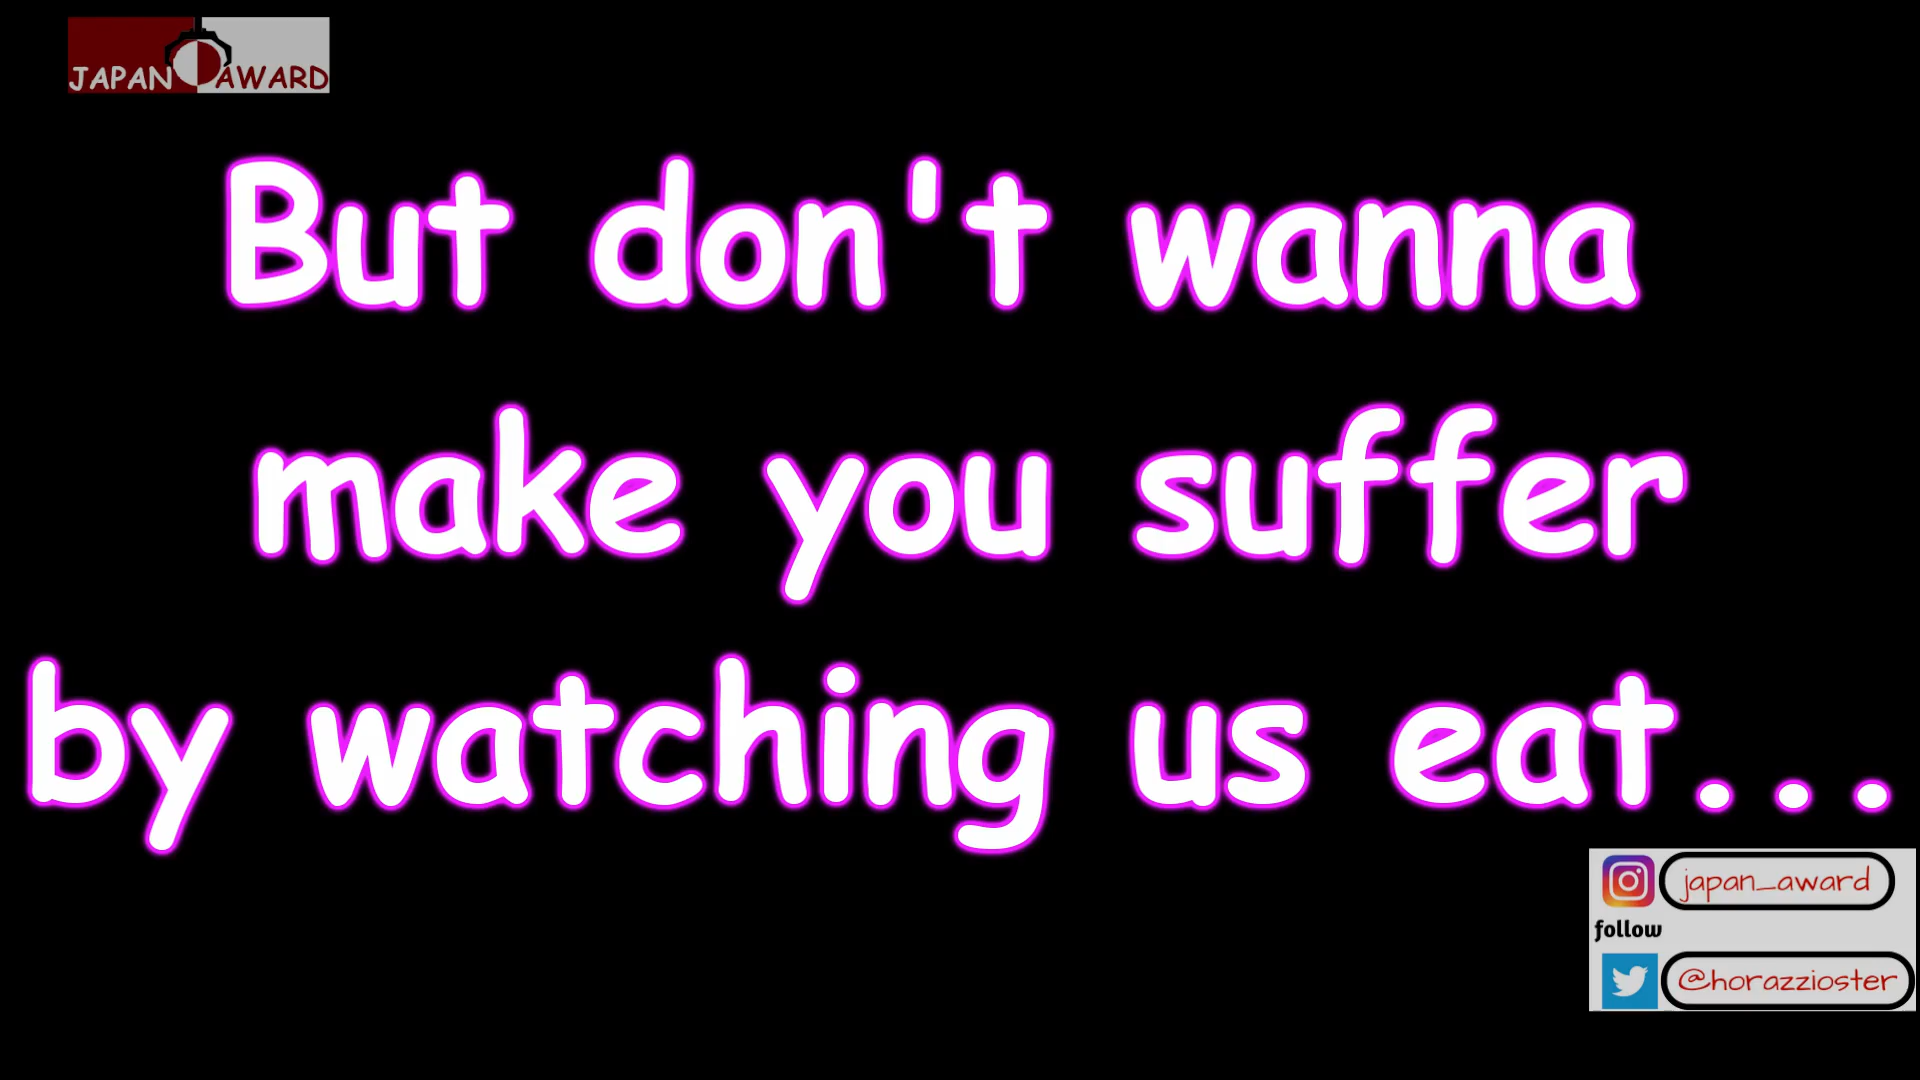 JAPAN AWARD
But don't wanna
make you suffer
by watching us eat...
japan_award
follow
@horazzioster